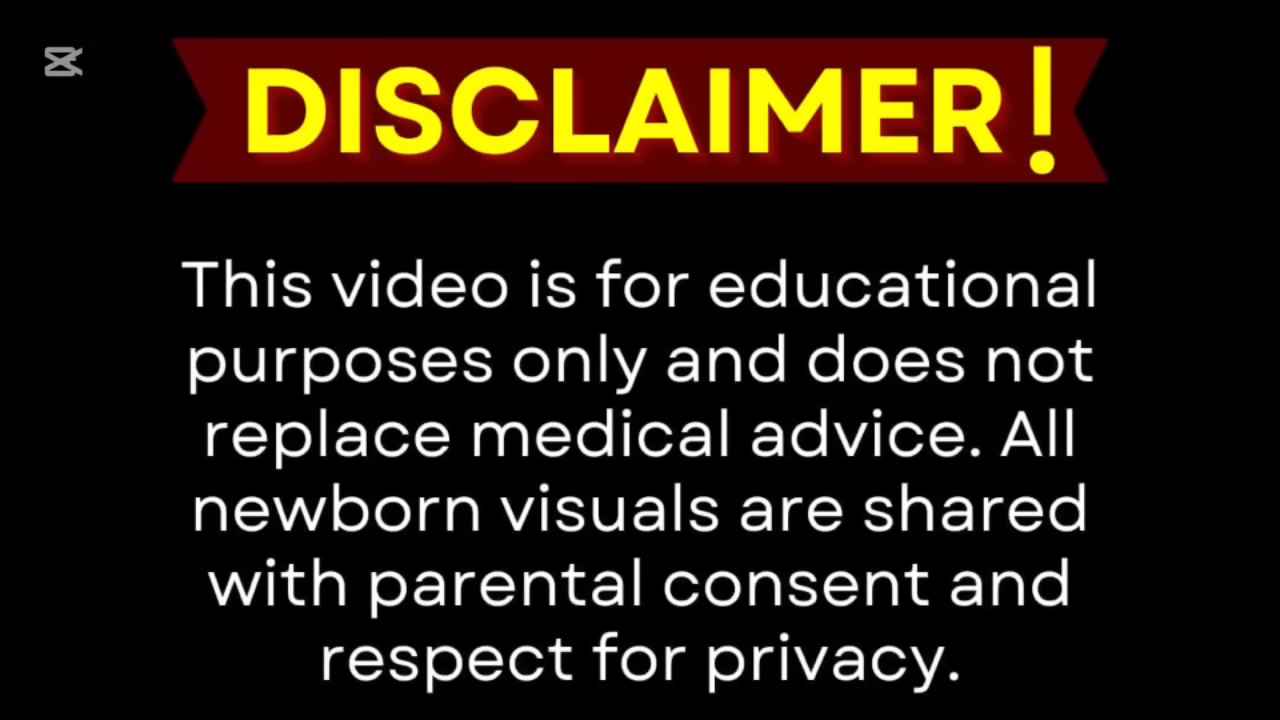 DISCLAIMER!
This video is for educational
purposes only and does not
replace medical advice. All
newborn visuals are shared
with parental consent and
respect for privacy.